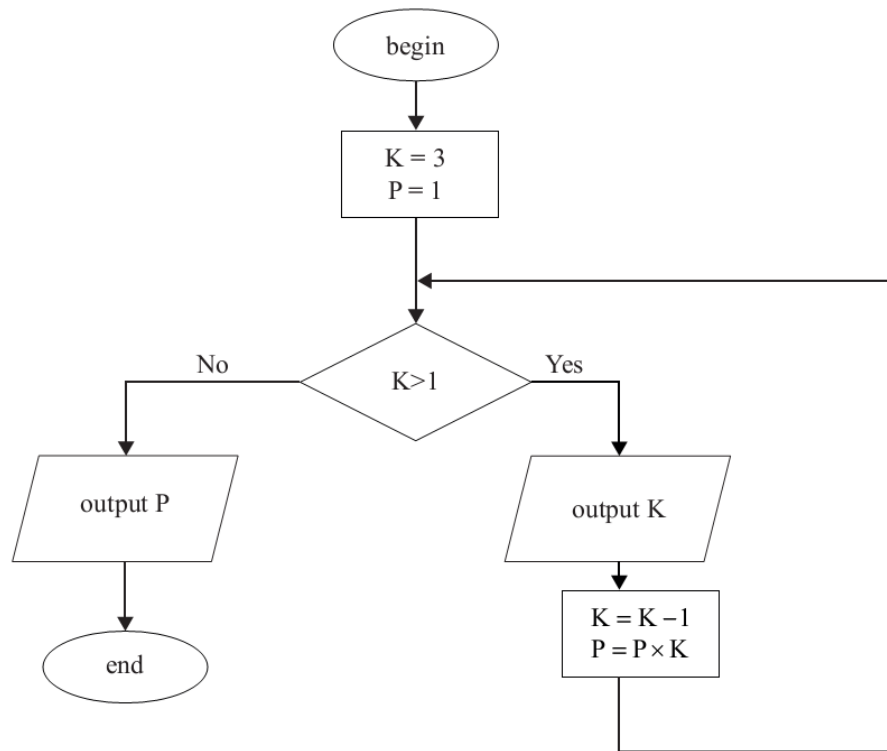 begin
K = 3
P = 1
No
Yes
K>1
output P
output K
K = K − 1
P = P × K
end